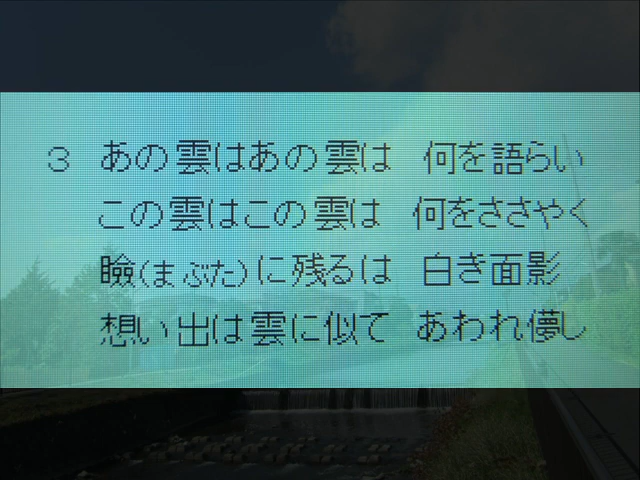 3 あの雲はあの雲は 何を語らい
この雲はこの雲は 何をささやく
瞼(まぶた)に残るは 白き面影
想い出は雲に似て あわれ儚し